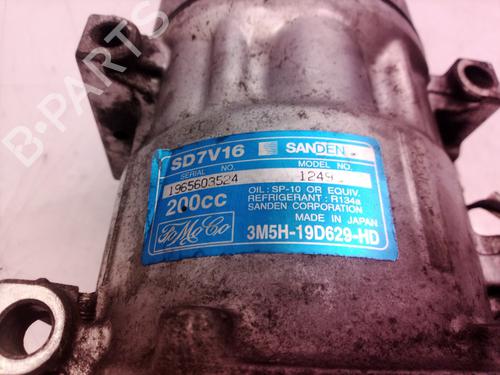 B-PARTS
SD7V16 SANDEN
SERIAL NO. MODEL NO.
1965603524 1249
200cc OIL: SP-10 OR EQUIV.
REFRIGERANT: R134a
SANDEN CORPORATION
MADE IN JAPAN
FoMoCo 3M5H-19D629-HD